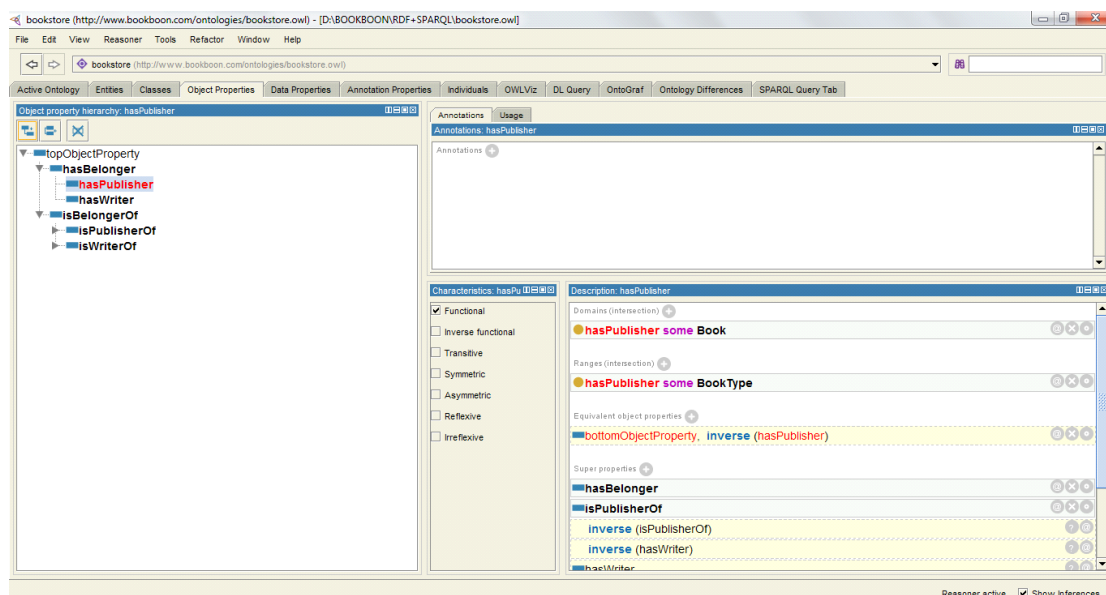 bookstore (http://www.bookboon.com/ontologies/bookstore.owl) - [D:\BOOKBOON\RDF+SPARQL\bookstore.owl]
File Edit View Reasoner Tools Refactor Window Help
bookstore (http://www.bookboon.com/ontologies/bookstore.owl)
Active Ontology Entities Classes Object Properties Data Properties Annotation Properties Individuals OWLViz DL Query OntoGraf Ontology Differences SPARQL Query Tab
Object property hierarchy: hasPublisher
topObjectProperty
hasBelonger
hasPublisher
hasWriter
isBelongerOf
isPublisherOf
isWriterOf
Annotations Usage
Annotations: hasPublisher
Annotations
Characteristics: hasPu
Functional
Inverse functional
Transitive
Symmetric
Asymmetric
Reflexive
Irreflexive
Description: hasPublisher
Domains (intersection)
hasPublisher some Book
Ranges (intersection)
hasPublisher some BookType
Equivalent object properties
bottomObjectProperty, inverse (hasPublisher)
Super properties
hasBelonger
isPublisherOf
inverse (isPublisherOf)
inverse (hasWriter)
hasWriter
Reasoner active Show Inferences